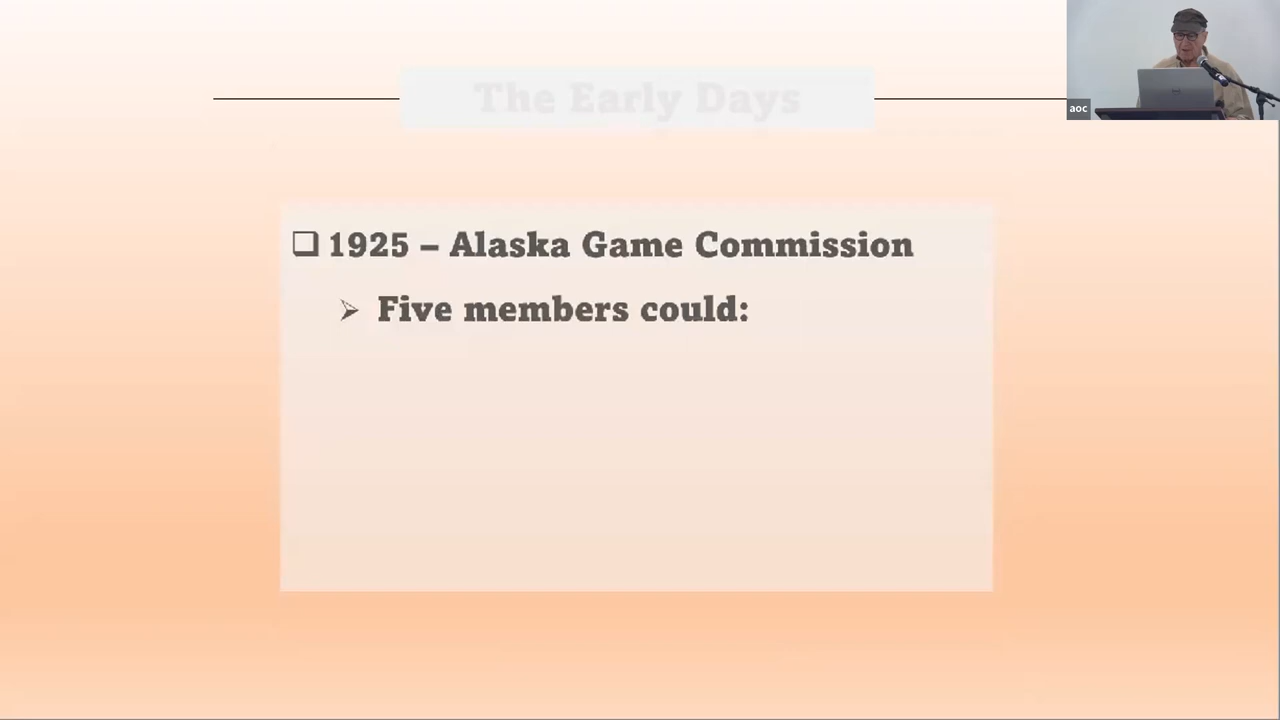 The Early Days
❑ 1925 – Alaska Game Commission
➢ Five members could:
aoc